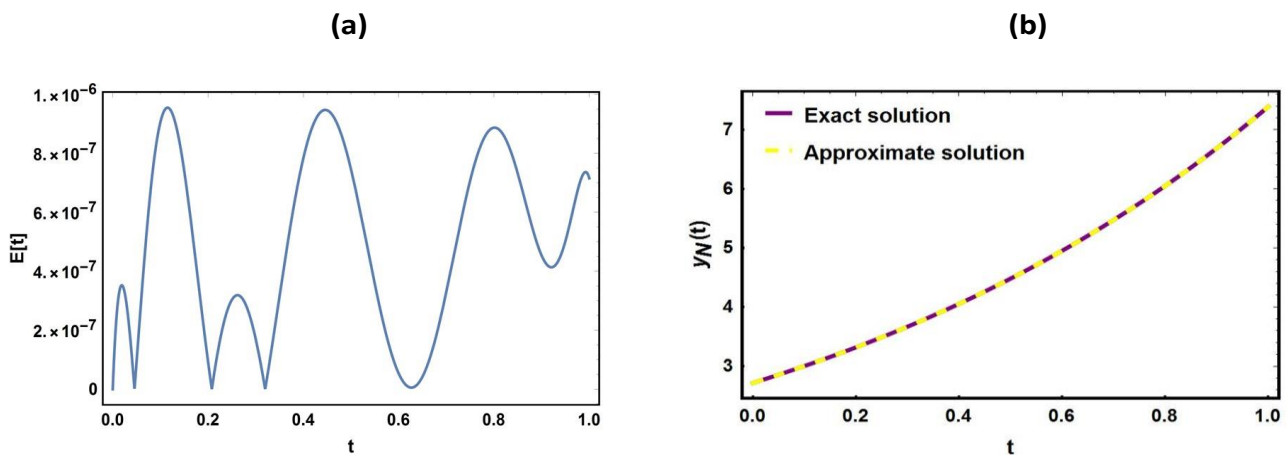 (a)
(b)
1.×10⁻⁶
8.×10⁻⁷
6.×10⁻⁷
4.×10⁻⁷
2.×10⁻⁷
0
E[t]
0.0 0.2 0.4 0.6 0.8 1.0
t
Exact solution
Approximate solution
7
6
5
4
3
yN(t)
0.0 0.2 0.4 0.6 0.8 1.0
t